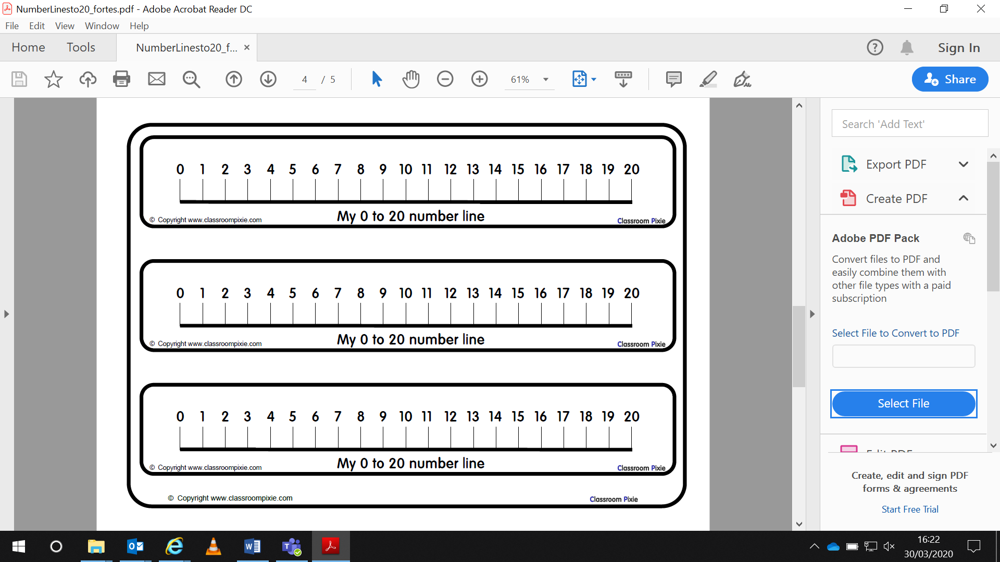 NumberLinesto20_fortes.pdf - Adobe Acrobat Reader DC
File Edit View Window Help
Home Tools NumberLinesto20_f... × Sign In
4 / 5 61% Share
0 1 2 3 4 5 6 7 8 9 10 11 12 13 14 15 16 17 18 19 20
My 0 to 20 number line
© Copyright www.classroompixie.com Classroom Pixie
0 1 2 3 4 5 6 7 8 9 10 11 12 13 14 15 16 17 18 19 20
My 0 to 20 number line
© Copyright www.classroompixie.com Classroom Pixie
0 1 2 3 4 5 6 7 8 9 10 11 12 13 14 15 16 17 18 19 20
My 0 to 20 number line
© Copyright www.classroompixie.com Classroom Pixie
© Copyright www.classroompixie.com Classroom Pixie
Search 'Add Text'
Export PDF
Create PDF
Adobe PDF Pack
Convert files to PDF and
easily combine them with
other file types with a paid
subscription
Select File to Convert to PDF
Select File
Edit PDF
Create, edit and sign PDF
forms & agreements
Start Free Trial
16:22
30/03/2020